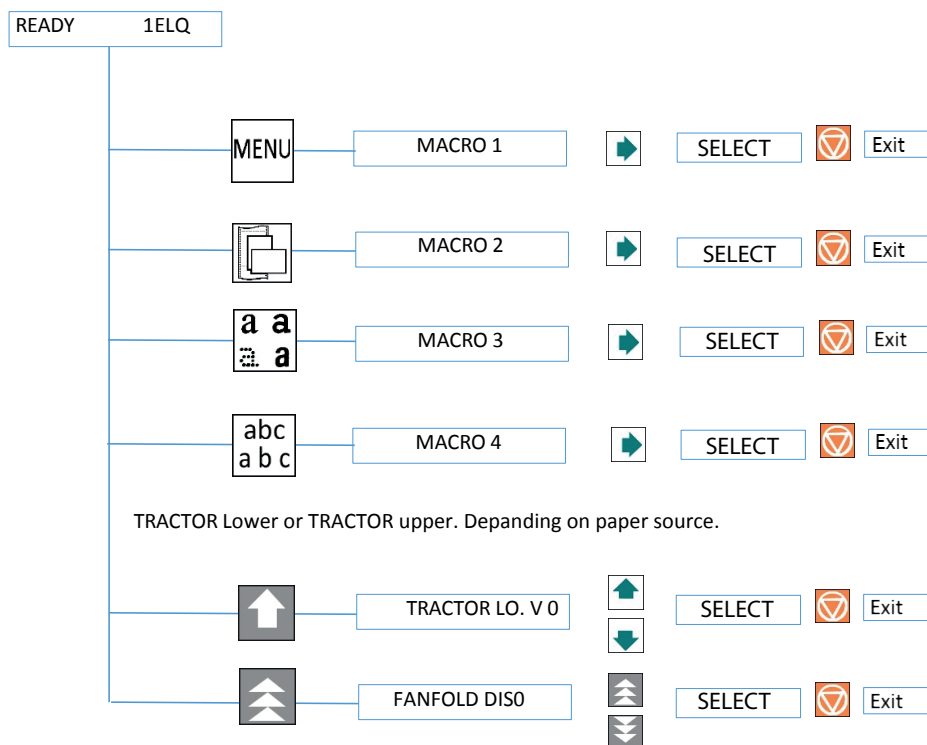 READY 1ELQ
MENU MACRO 1 SELECT Exit
MACRO 2 SELECT Exit
a a
a a
MACRO 3 SELECT Exit
abc
a b c
MACRO 4 SELECT Exit
TRACTOR Lower or TRACTOR upper. Depanding on paper source.
TRACTOR LO. V 0 SELECT Exit
FANFOLD DIS0 SELECT Exit